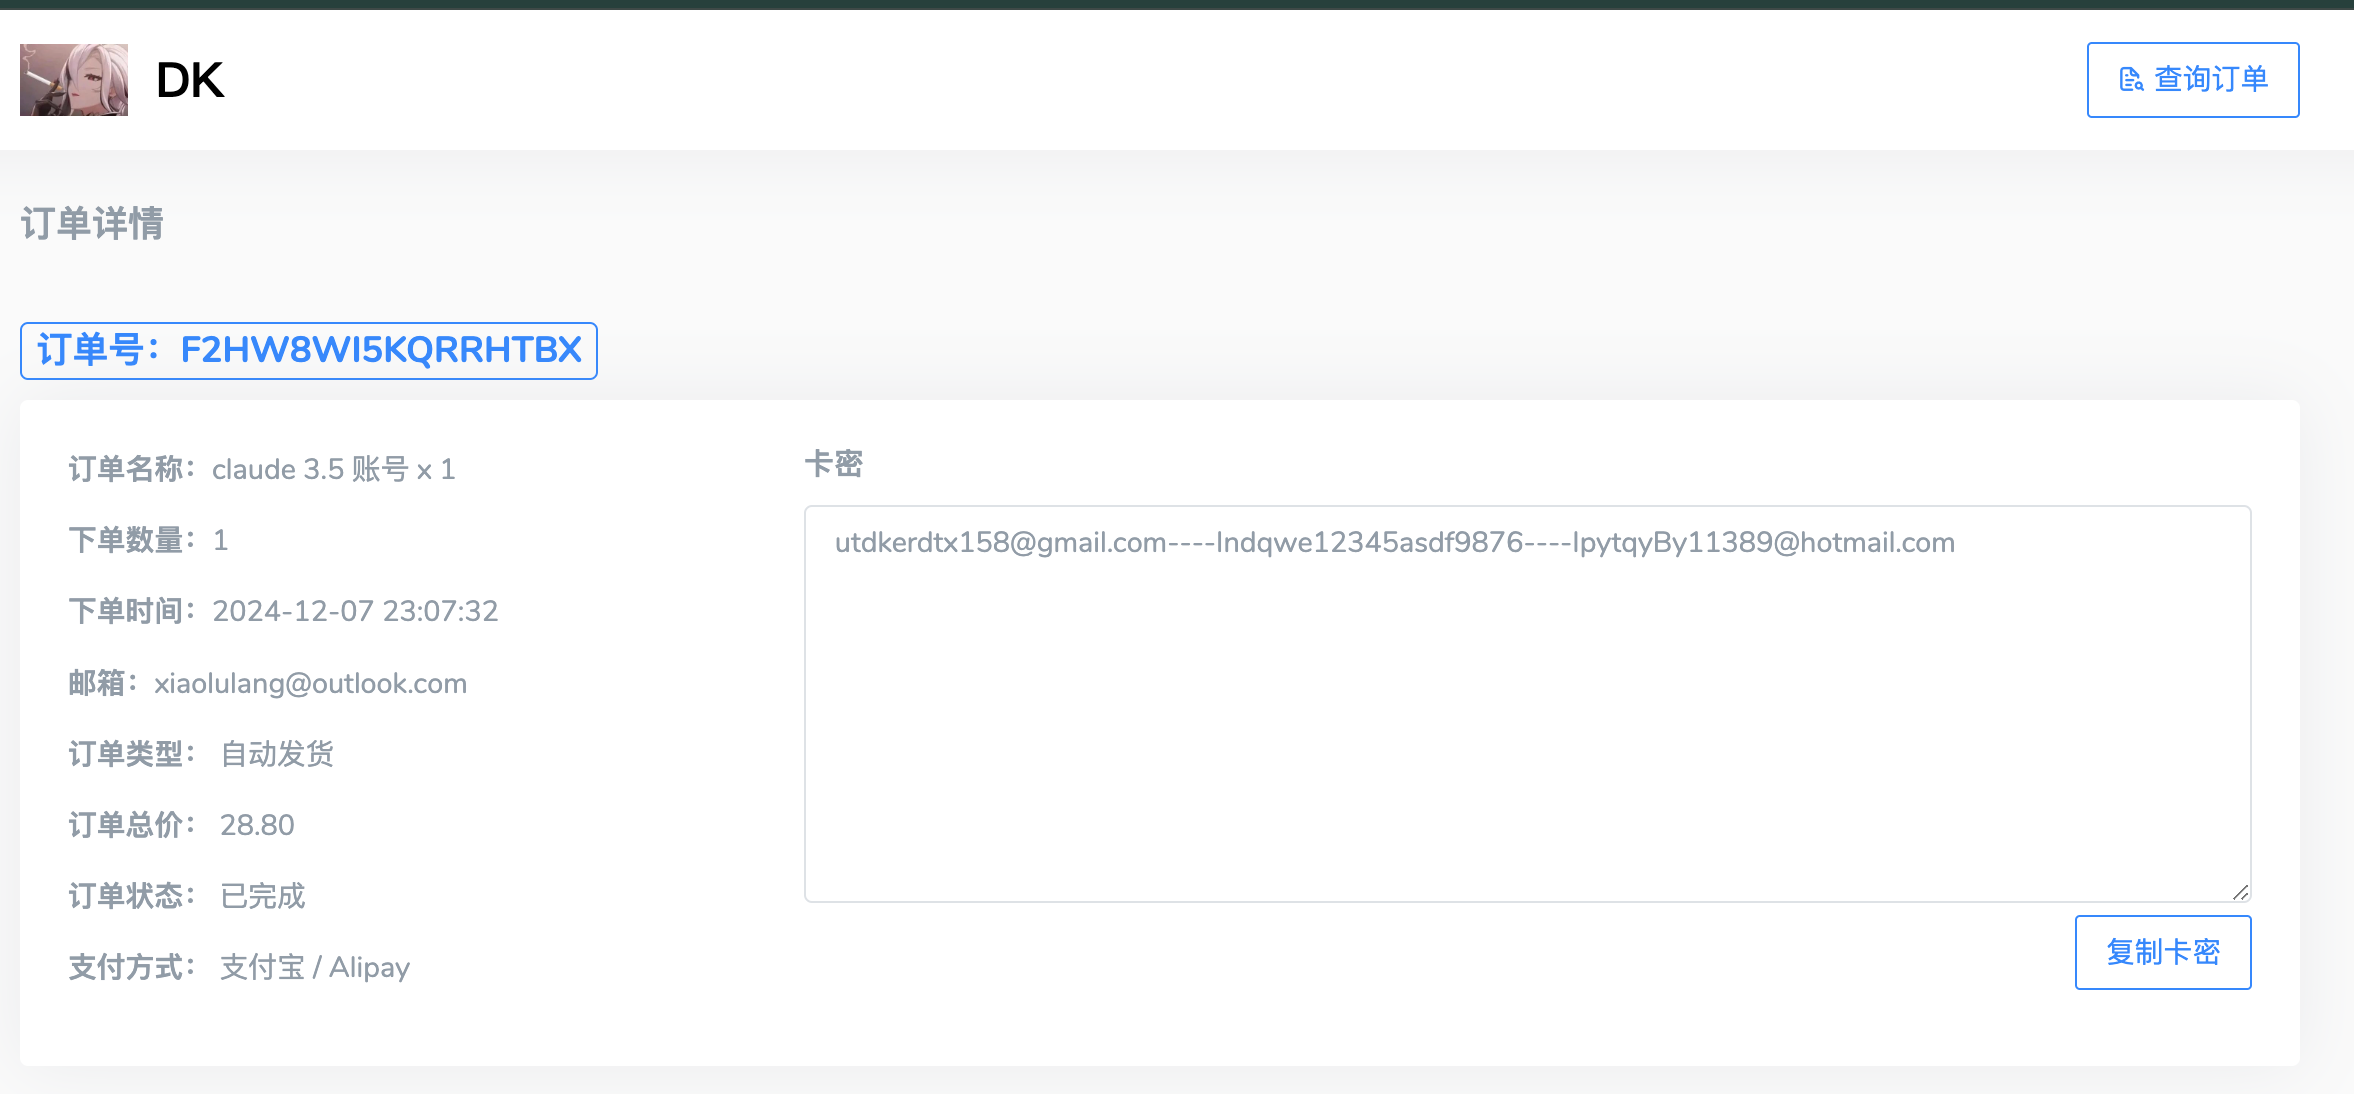 DK
查询订单
订单详情
订单号：F2HW8WI5KQRRHTBX
订单名称：claude 3.5 账号 x 1
下单数量：1
下单时间：2024-12-07 23:07:32
邮箱：xiaolulang@outlook.com
订单类型： 自动发货
订单总价： 28.80
订单状态： 已完成
支付方式： 支付宝 / Alipay
卡密
utdkerdtx158@gmail.com----lndqwe12345asdf9876----lpytqyBy11389@hotmail.com
复制卡密